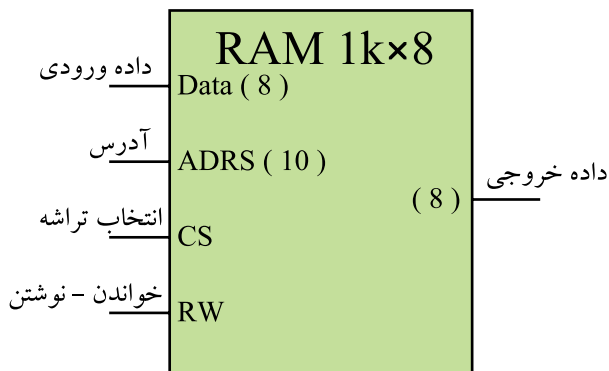 RAM 1k×8
داده ورودی
Data ( 8 )
آدرس
ADRS ( 10 )
داده خروجی
( 8 )
انتخاب تراشه
CS
خواندن – نوشتن
RW